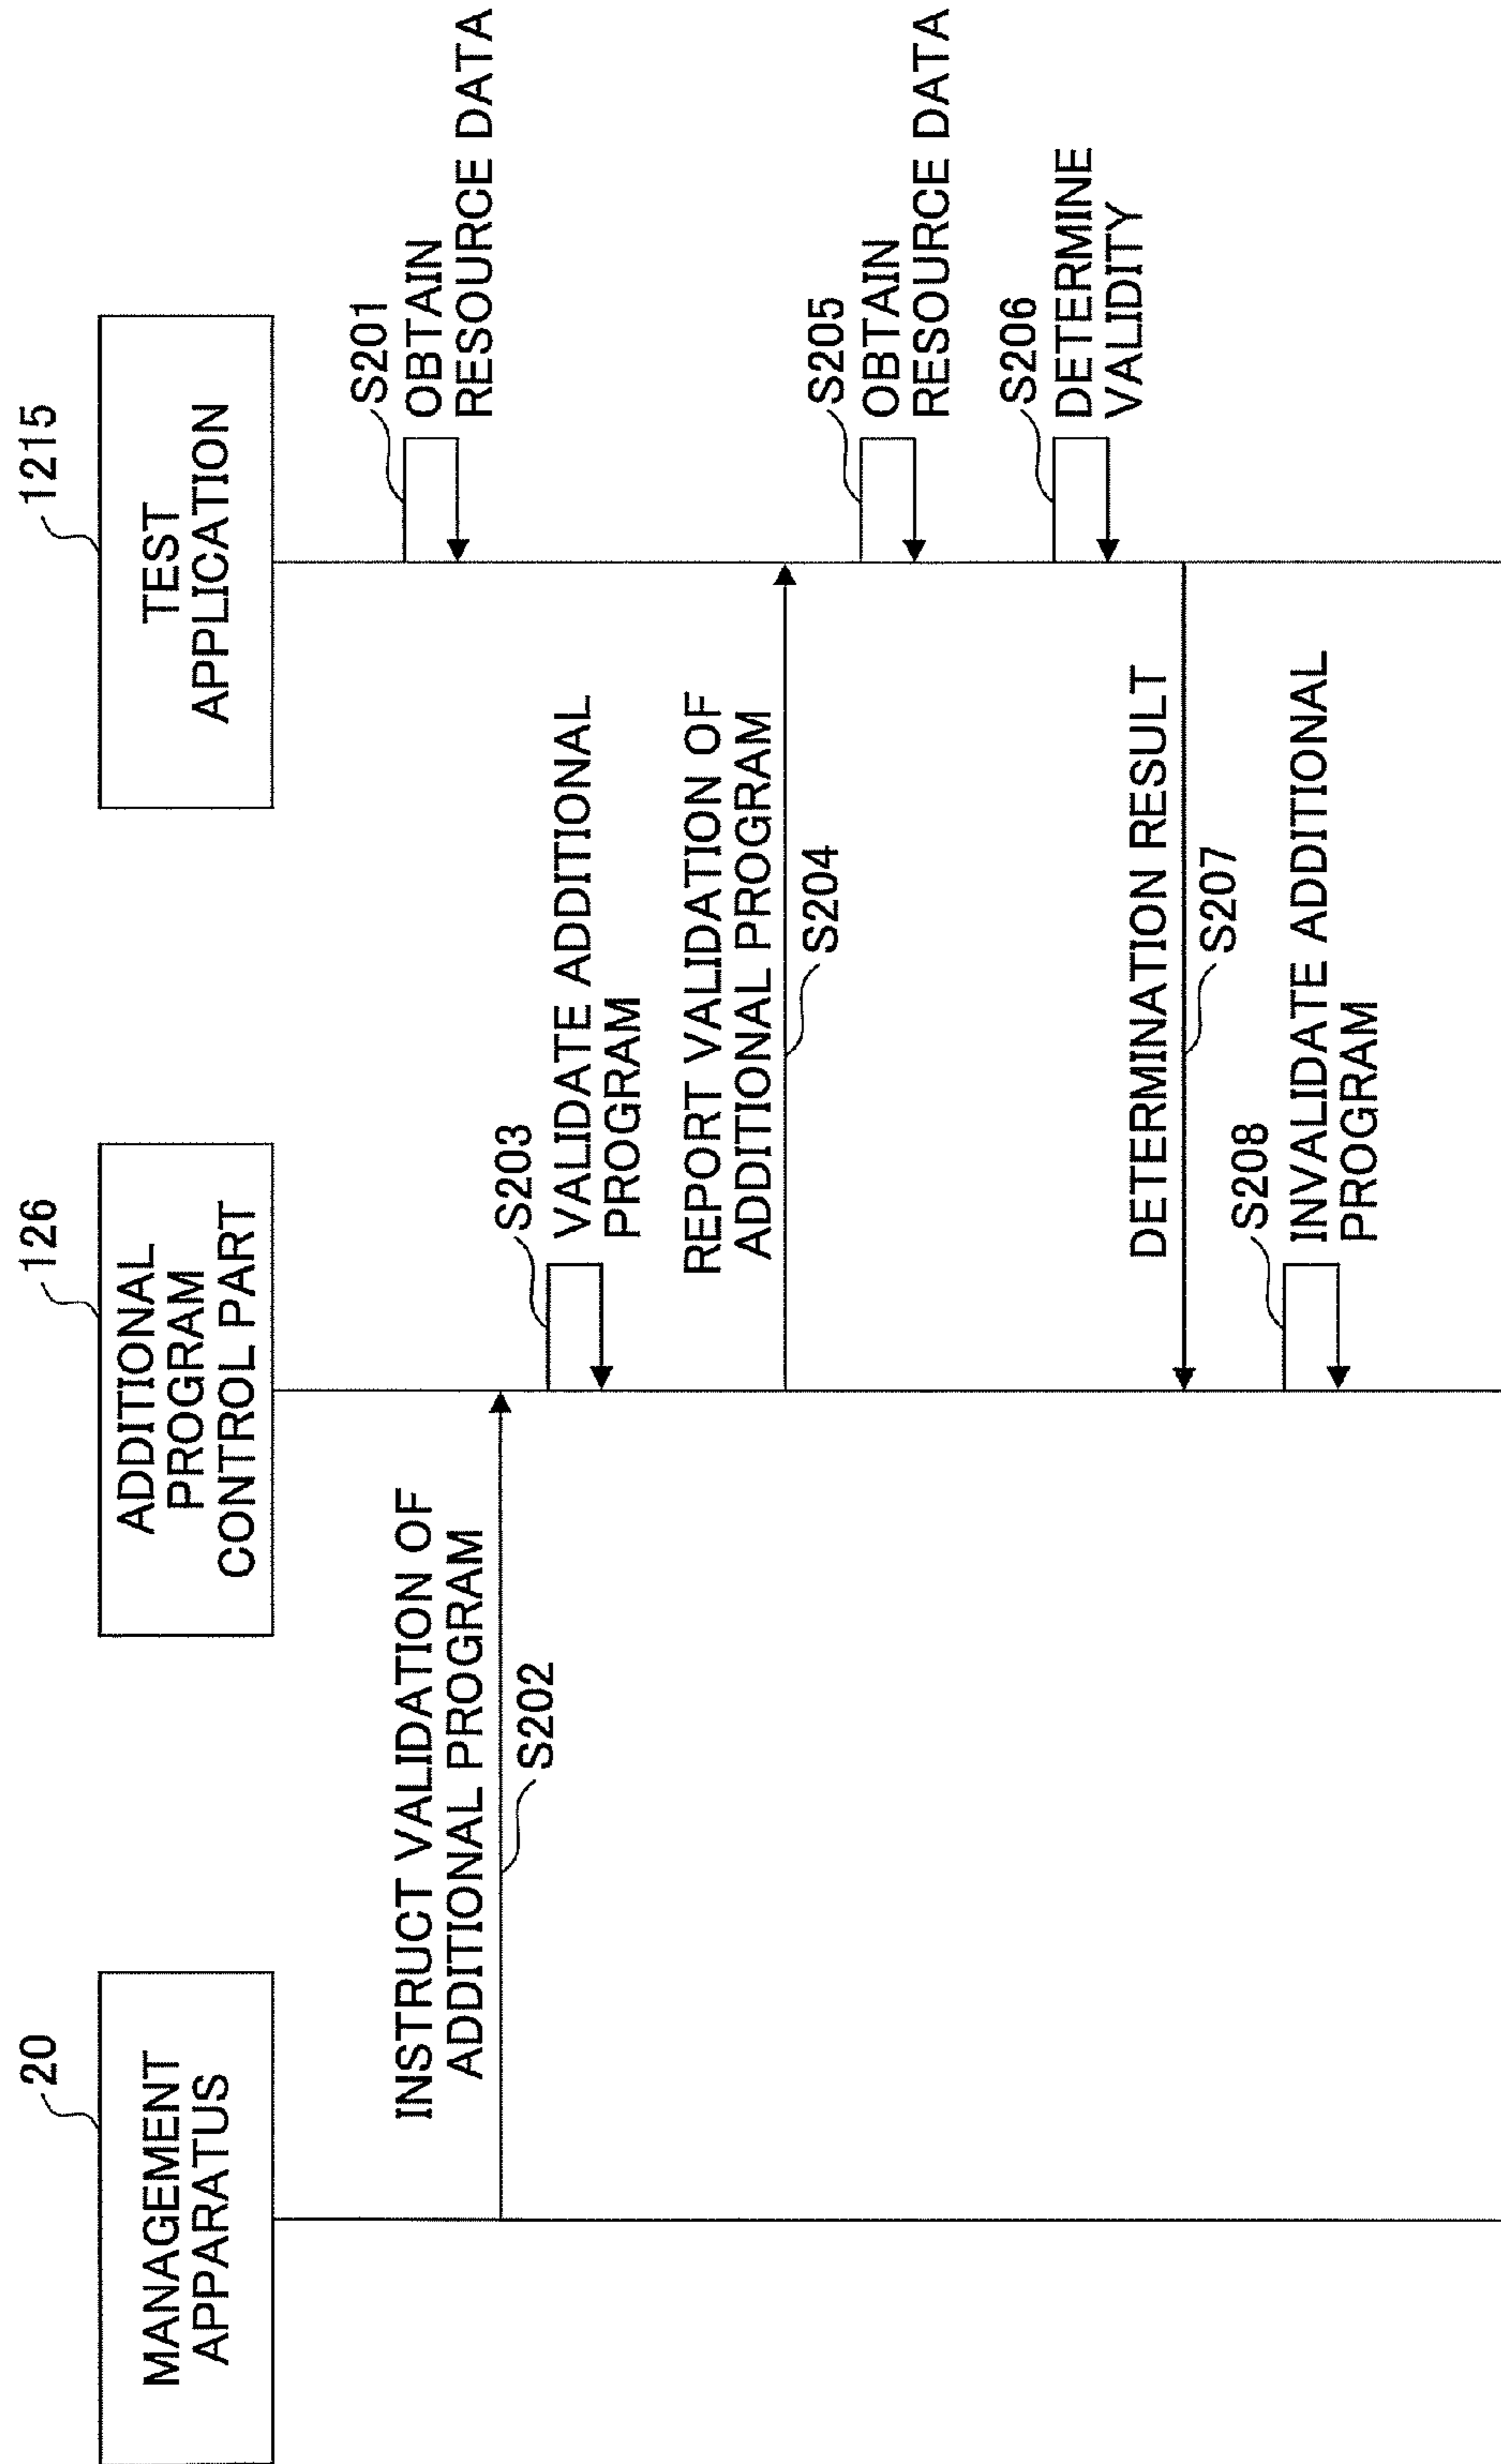 20
MANAGEMENT
APPARATUS
126
ADDITIONAL
PROGRAM
CONTROL PART
1215
TEST
APPLICATION
S201
OBTAIN
RESOURCE DATA
INSTRUCT VALIDATION OF
ADDITIONAL PROGRAM
S202
S203
VALIDATE ADDITIONAL
PROGRAM
REPORT VALIDATION OF
ADDITIONAL PROGRAM
S204
S205
OBTAIN
RESOURCE DATA
S206
DETERMINE
VALIDITY
DETERMINATION RESULT
S207
S208
INVALIDATE ADDITIONAL
PROGRAM